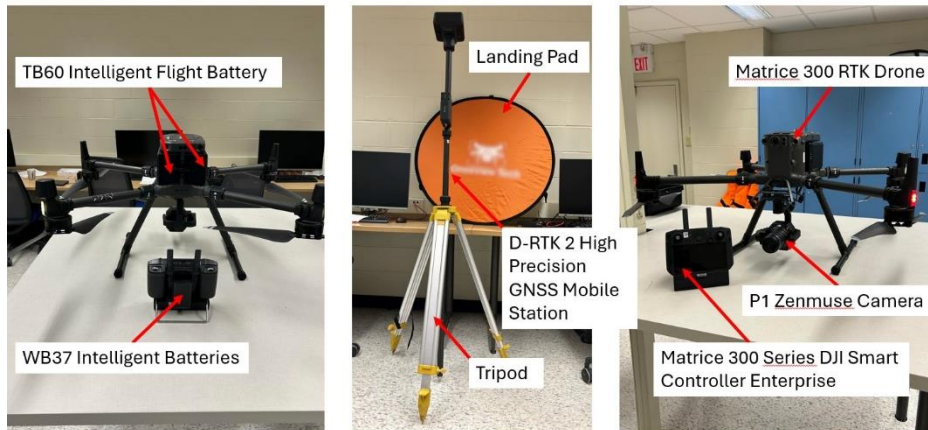 TB60 Intelligent Flight Battery
WB37 Intelligent Batteries
Landing Pad
D-RTK 2 High
Precision
GNSS Mobile
Station
Tripod
EXIT
Matrice 300 RTK Drone
P1 Zenmuse Camera
Matrice 300 Series DJI Smart
Controller Enterprise